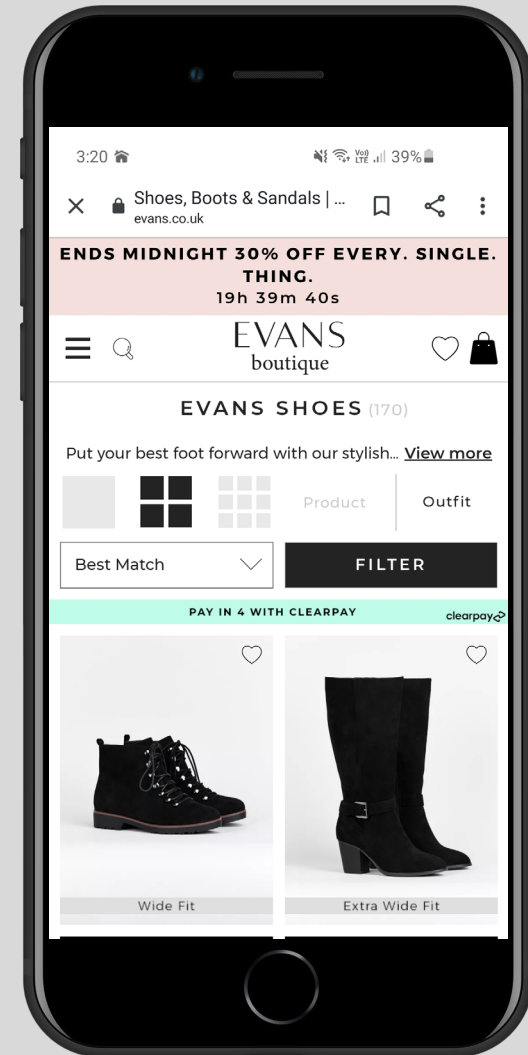 3:20
Vo))
LTE
39%
Shoes, Boots & Sandals | ...
evans.co.uk
ENDS MIDNIGHT 30% OFF EVERY. SINGLE.
THING.
19h 39m 40s
EVANS
boutique
EVANS SHOES (170)
Put your best foot forward with our stylish... View more
Product
Outfit
Best Match
FILTER
PAY IN 4 WITH CLEARPAY
clearpay
Wide Fit
Extra Wide Fit